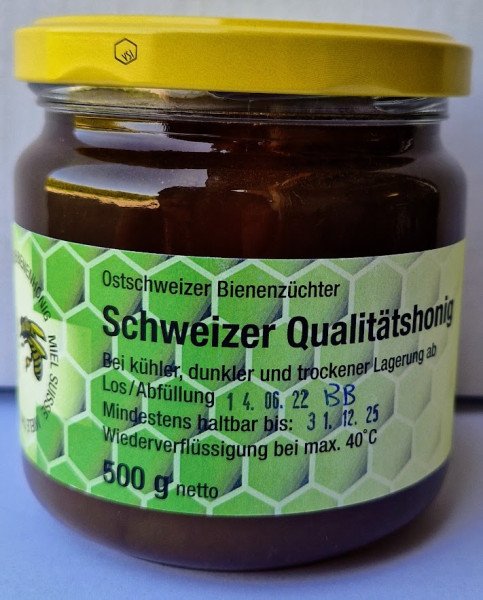 VSI
Ostschweizer Bienenzüchter
Schweizer Qualitätshonig
Bei kühler, dunkler und trockener Lagerung ab
Los/Abfüllung 14.06.22 BB
Mindestens haltbar bis: 31.12.25
Wiederverflüssigung bei max. 40°C
500 g netto
MIEL SUISSE